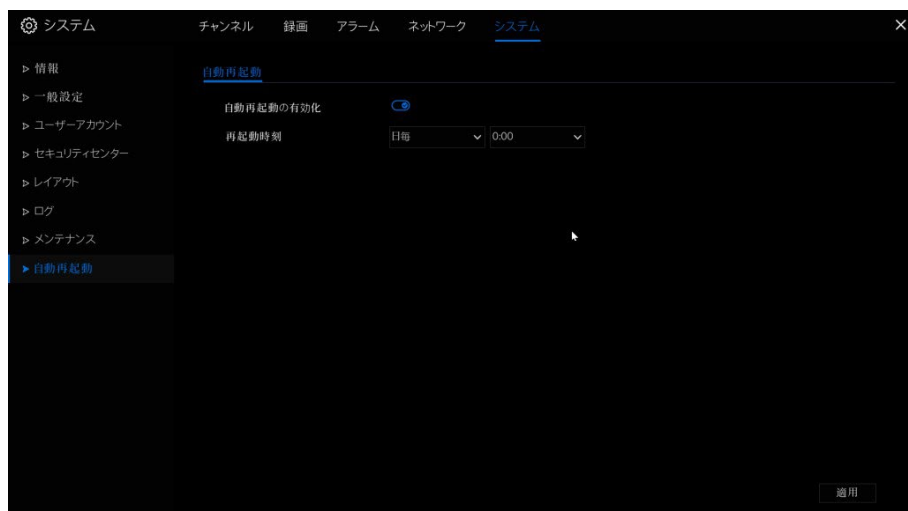 システム
チャンネル 録画 アラーム ネットワーク システム
情報
一般設定
ユーザーアカウント
セキュリティセンター
レイアウト
ログ
メンテナンス
自動再起動
自動再起動
自動再起動の有効化
再起動時刻 日毎 0:00
適用